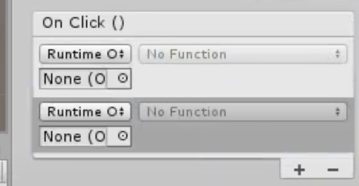 On Click ()
Runtime O No Function
None (O
Runtime O No Function
None (O
+ −